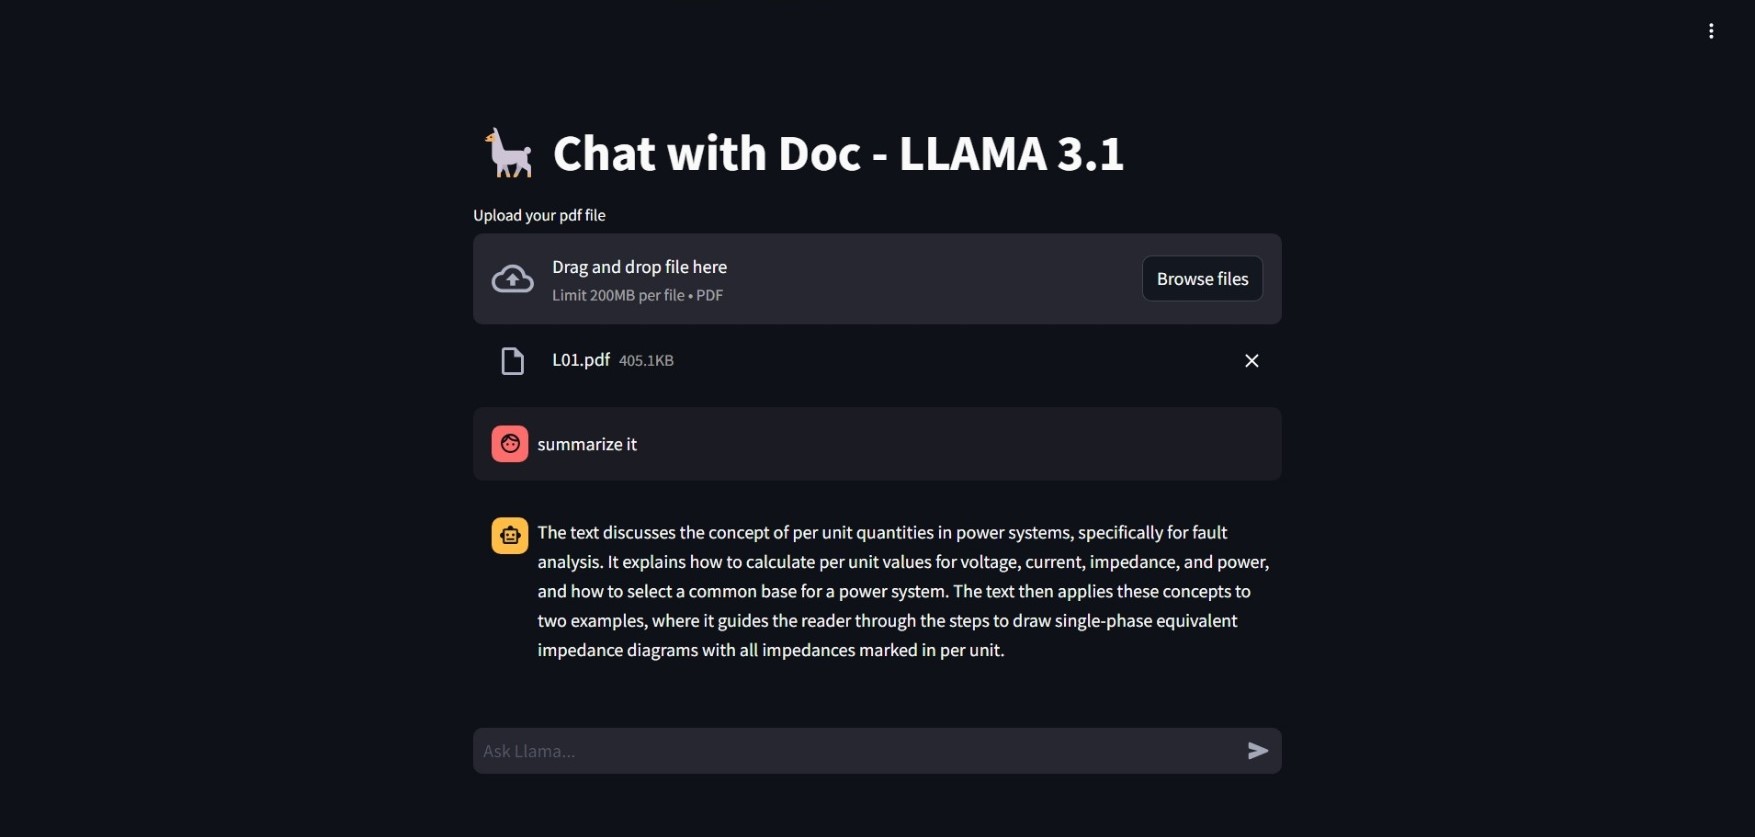 Chat with Doc - LLAMA 3.1
Upload your pdf file
Drag and drop file here
Limit 200MB per file • PDF
Browse files
L01.pdf 405.1KB
summarize it
The text discusses the concept of per unit quantities in power systems, specifically for fault
analysis. It explains how to calculate per unit values for voltage, current, impedance, and power,
and how to select a common base for a power system. The text then applies these concepts to
two examples, where it guides the reader through the steps to draw single-phase equivalent
impedance diagrams with all impedances marked in per unit.
Ask Llama...